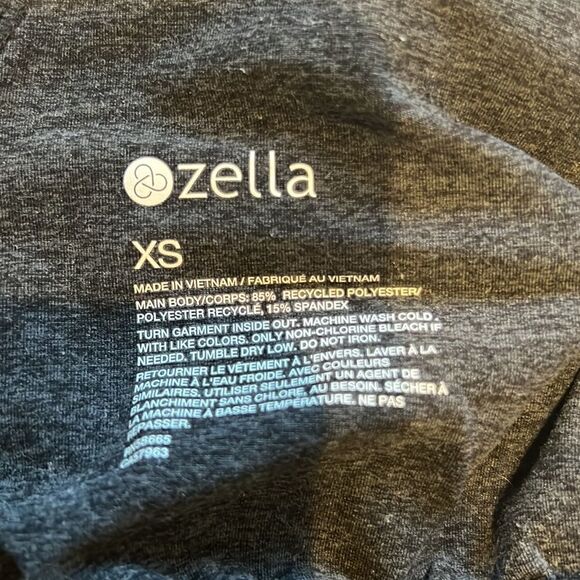 zella
XS
MADE IN VIETNAM / FABRIQUÉ AU VIETNAM
MAIN BODY/CORPS: 85% RECYCLED POLYESTER/
POLYESTER RECYCLÉ, 15% SPANDEX
TURN GARMENT INSIDE OUT. MACHINE WASH COLD
WITH LIKE COLORS. ONLY NON-CHLORINE BLEACH IF
NEEDED. TUMBLE DRY LOW. DO NOT IRON.
RETOURNER LE VÊTEMENT À L'ENVERS. LAVER À LA
MACHINE À L'EAU FROIDE. AVEC COULEURS
SIMILAIRES. UTILISER SEULEMENT UN AGENT DE
BLANCHIMENT SANS CHLORE, AU BESOIN. SÉCHER À
LA MACHINE À BASSE TEMPÉRATURE. NE PAS
REPASSER.